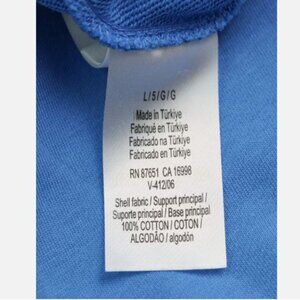 L/5/G/G
Made in Türkiye
Fabriqué en Türkiye
Fabricado na Türkiye
Fabricado en Türkiye
RN 87651 CA 16998
V-412/06
Shell fabric / Support principal /
Suporte principal / Base principal
100% COTTON / COTON /
ALGODÃO / algodón